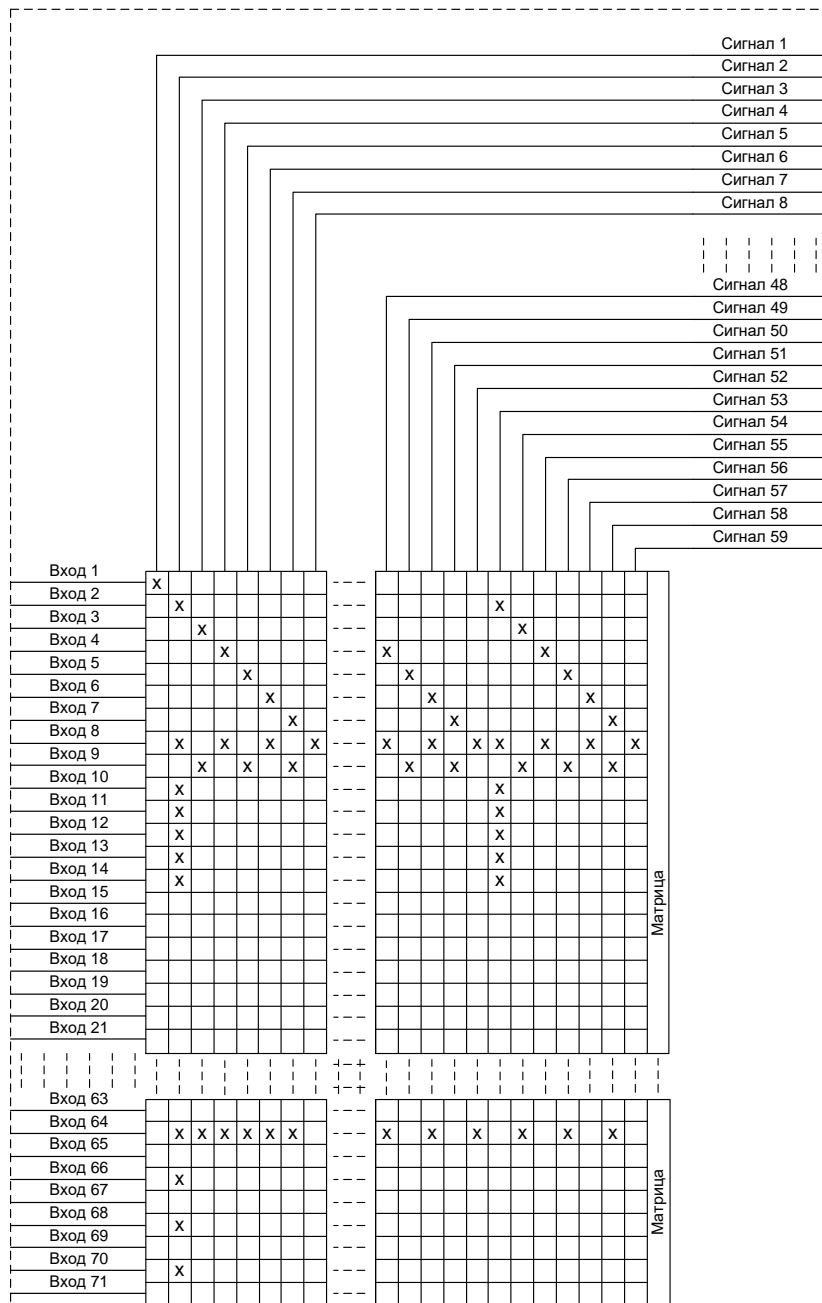 Сигнал 1
Сигнал 2
Сигнал 3
Сигнал 4
Сигнал 5
Сигнал 6
Сигнал 7
Сигнал 8
Сигнал 48
Сигнал 49
Сигнал 50
Сигнал 51
Сигнал 52
Сигнал 53
Сигнал 54
Сигнал 55
Сигнал 56
Сигнал 57
Сигнал 58
Сигнал 59
Вход 1
x
Вход 2
x x
Вход 3
x x
Вход 4
x x x
Вход 5
x x x
Вход 6
x x x
Вход 7
x x x
Вход 8
x x x x x x x x x x x
Вход 9
x x x x x x x x
Вход 10
x x
Вход 11
x x
Вход 12
x x
Вход 13
x x
Вход 14
x x
Вход 15
Вход 16
Вход 17
Вход 18
Вход 19
Вход 20
Вход 21
Матрица
Вход 63
Вход 64
x x x x x x x x x x x x
Вход 65
Вход 66
x
Вход 67
Вход 68
x
Вход 69
Вход 70
x
Вход 71
Матрица